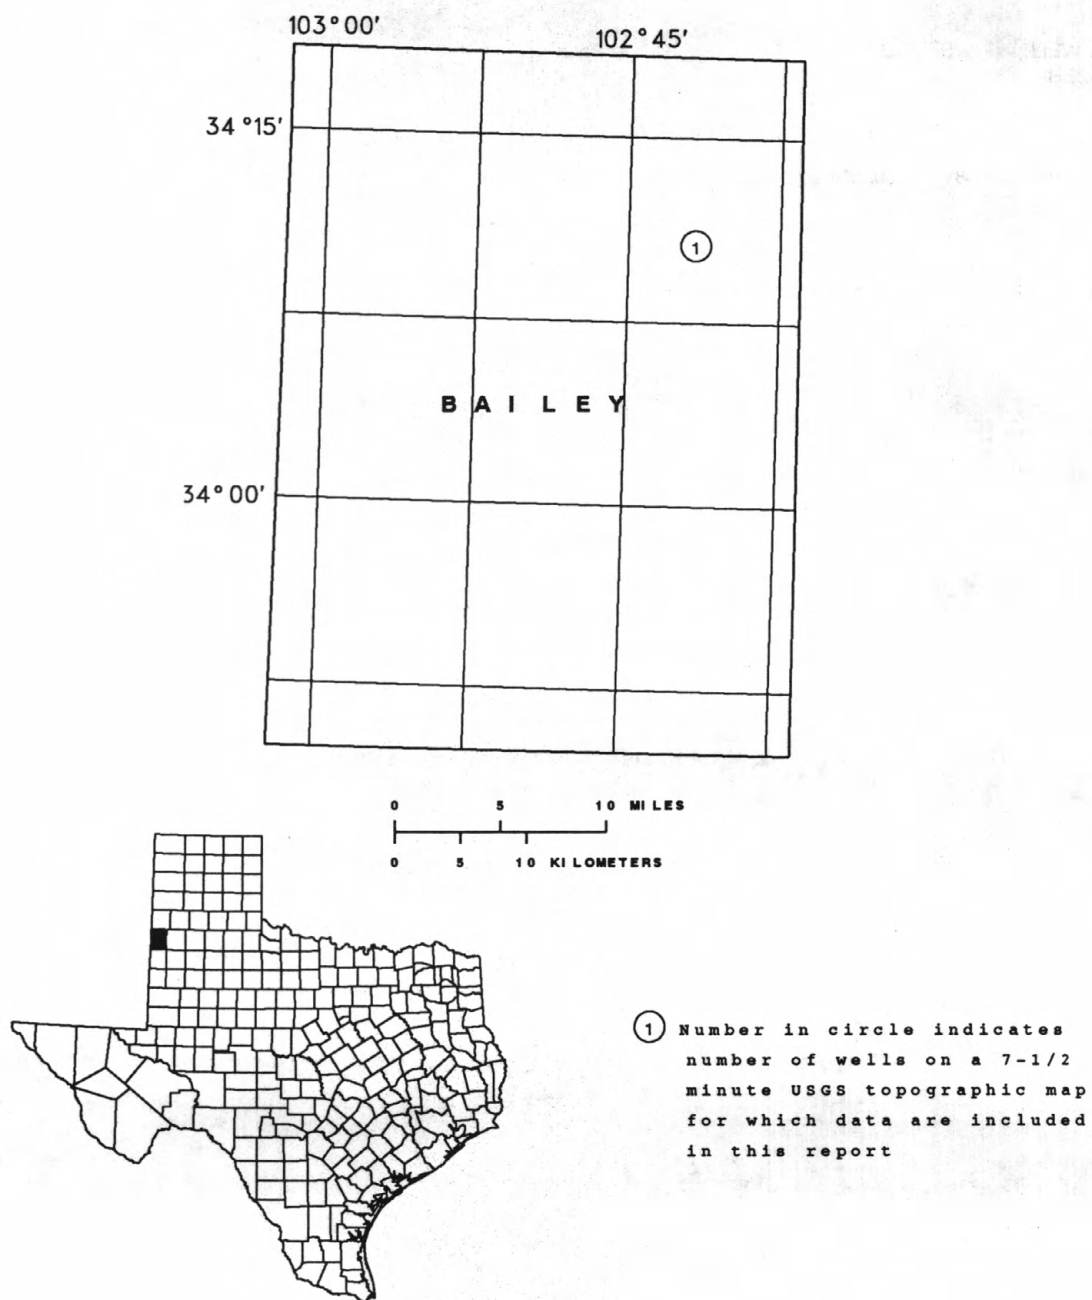 103°00' 102°45'
34°15'
1
BAILEY
34°00'
0 5 10 MILES
0 5 10 KILOMETERS
1 Number in circle indicates
number of wells on a 7-1/2
minute USGS topographic map
for which data are included
in this report